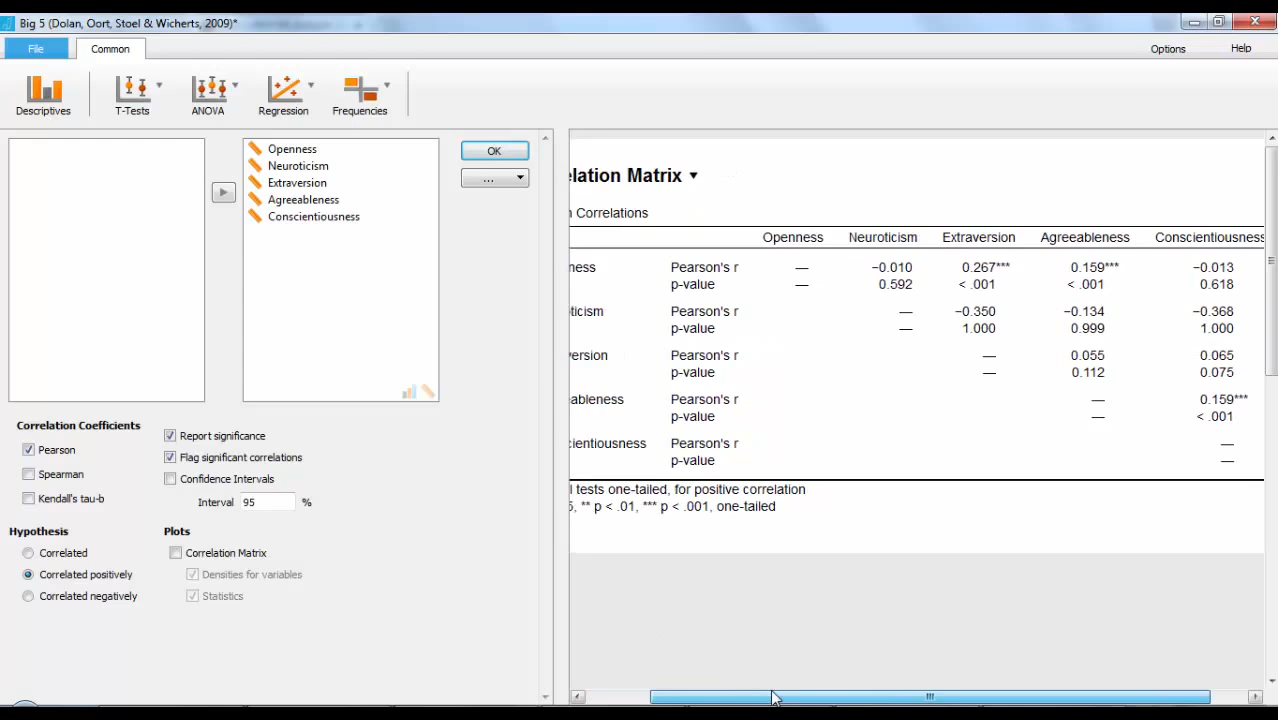 Big 5 (Dolan, Oort, Stoel & Wicherts, 2009)*
File Common Options Help
Descriptives T-Tests ANOVA Regression Frequencies
Openness
Neuroticism
Extraversion
Agreeableness
Conscientiousness
OK
...
Correlation Coefficients
Pearson
Spearman
Kendall's tau-b
Report significance
Flag significant correlations
Confidence Intervals
Interval 95 %
Hypothesis
Correlated
Correlated positively
Correlated negatively
Plots
Correlation Matrix
Densities for variables
Statistics
elation Matrix
n Correlations
Openness Neuroticism Extraversion Agreeableness Conscientiousness
ness Pearson's r — −0.010 0.267*** 0.159*** −0.013
p-value — 0.592 < .001 < .001 0.618
ticism Pearson's r — −0.350 −0.134 −0.368
p-value — 1.000 0.999 1.000
version Pearson's r — 0.055 0.065
p-value — 0.112 0.075
eableness Pearson's r — 0.159***
p-value — < .001
cientiousness Pearson's r —
p-value —
l tests one-tailed, for positive correlation
5, ** p < .01, *** p < .001, one-tailed